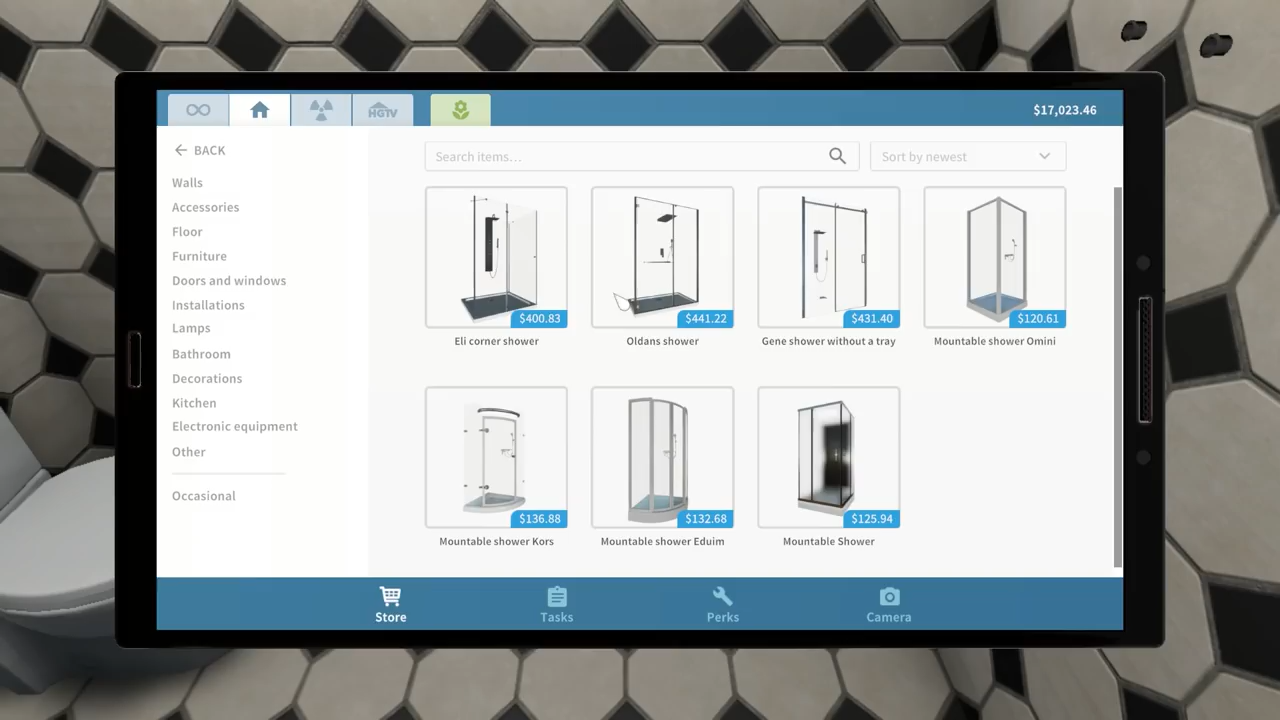 HGTV
$17,023.46
BACK
Search items...
Sort by newest
Walls
Accessories
Floor
Furniture
Doors and windows
Installations
Lamps
Bathroom
Decorations
Kitchen
Electronic equipment
Other
Occasional
$400.83
$441.22
$431.40
$120.61
Eli corner shower
Oldans shower
Gene shower without a tray
Mountable shower Omini
$136.88
$132.68
$125.94
Mountable shower Kors
Mountable shower Eduim
Mountable Shower
Store
Tasks
Perks
Camera